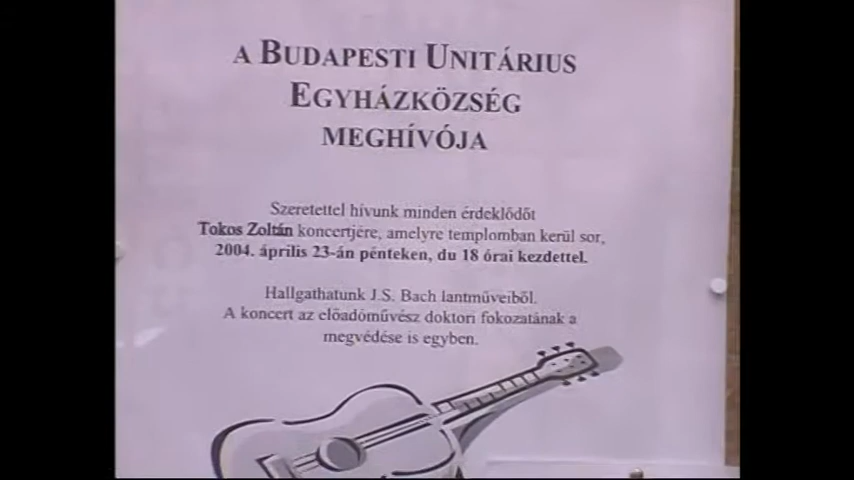 A BUDAPESTI UNITÁRIUS
EGYHÁZKÖZSÉG
MEGHÍVÓJA
Szeretettel hívunk minden érdeklődőt
Tokos Zoltán koncertjére, amelyre templomban kerül sor,
2004. április 23-án pénteken, du 18 órai kezdettel.
Hallgathatunk J.S. Bach lantműveiből.
A koncert az előadóművész doktori fokozatának a
megvédése is egyben.